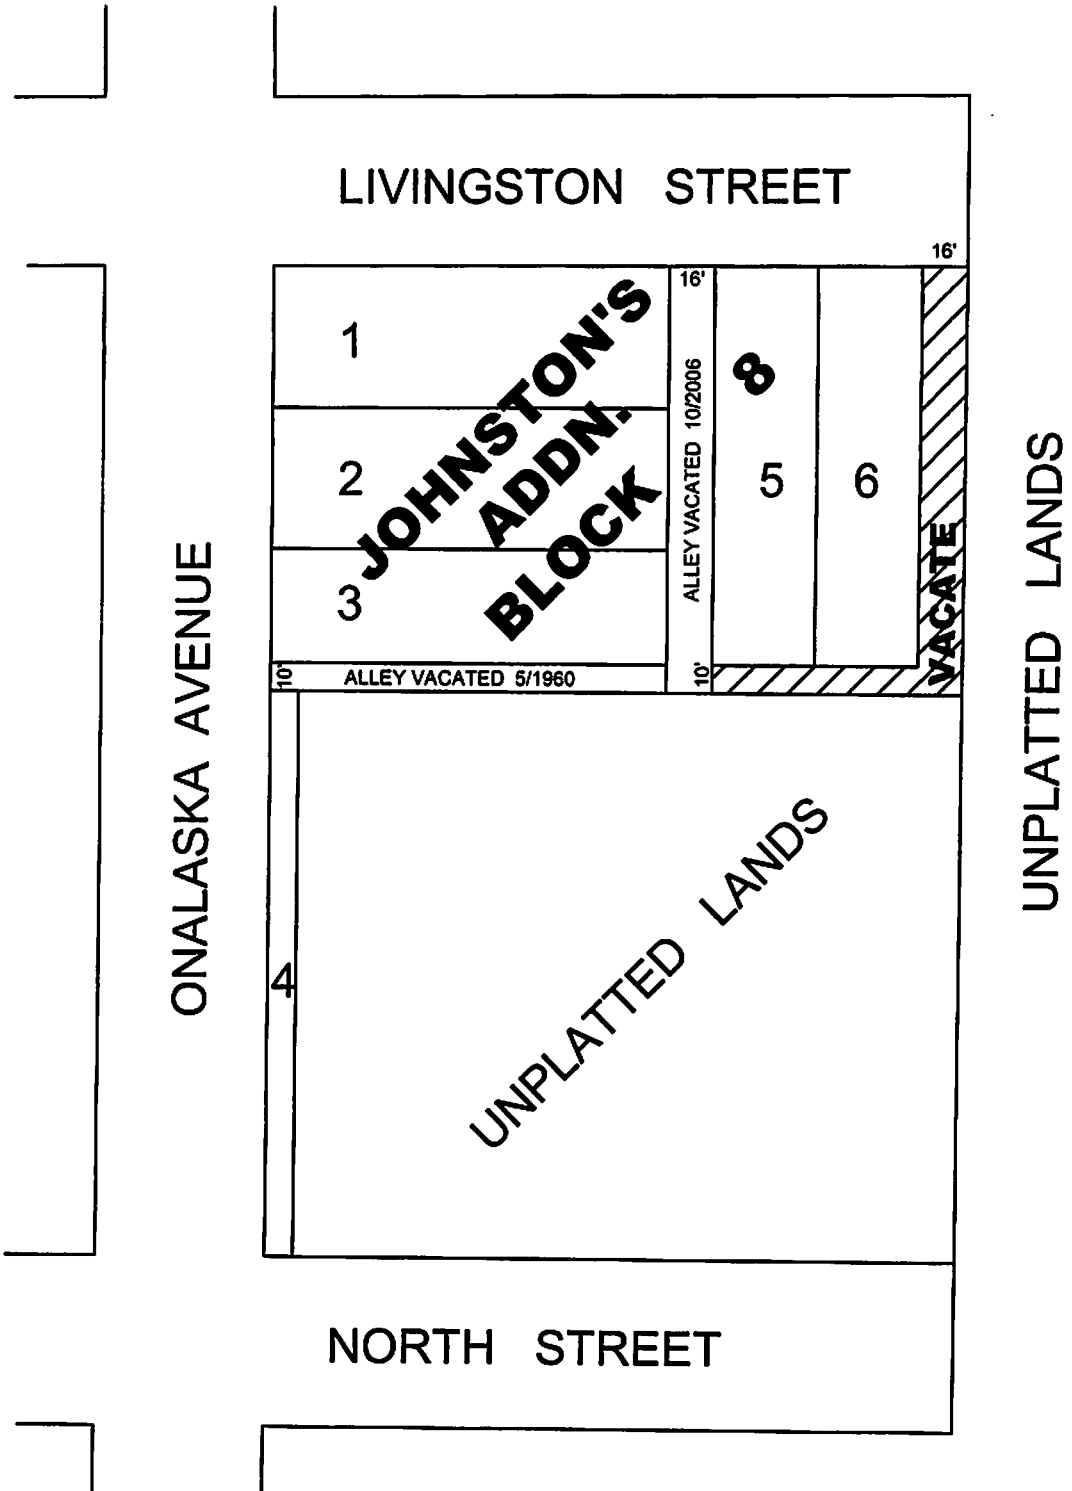 LIVINGSTON STREET
16'
16'
1
JOHNSTON'S
ADDN.
BLOCK
8
2
3
5
6
ALLEY VACATED 10/2006
VACATE
10'
ALLEY VACATED 5/1960
10'
ONALASKA AVENUE
UNPLATTED LANDS
UNPLATTED LANDS
4
NORTH STREET